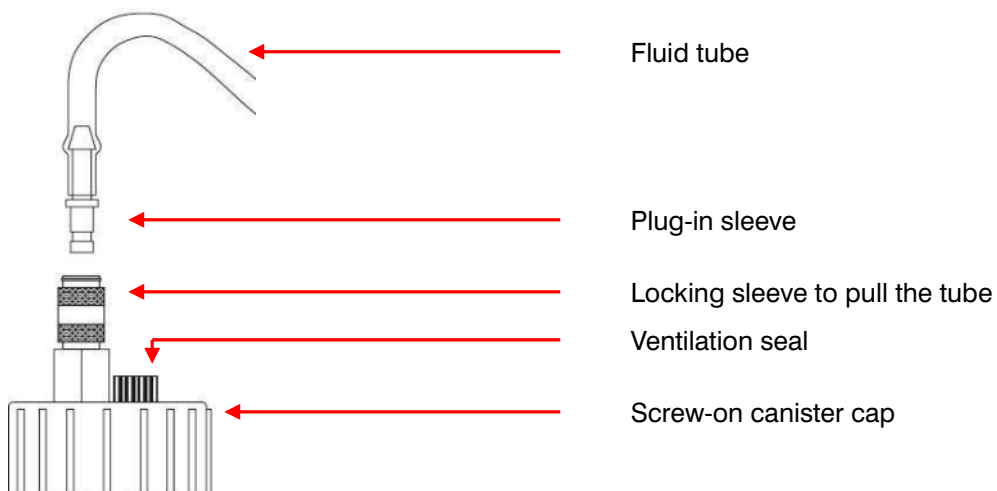 Fluid tube
Plug-in sleeve
Locking sleeve to pull the tube
Ventilation seal
Screw-on canister cap